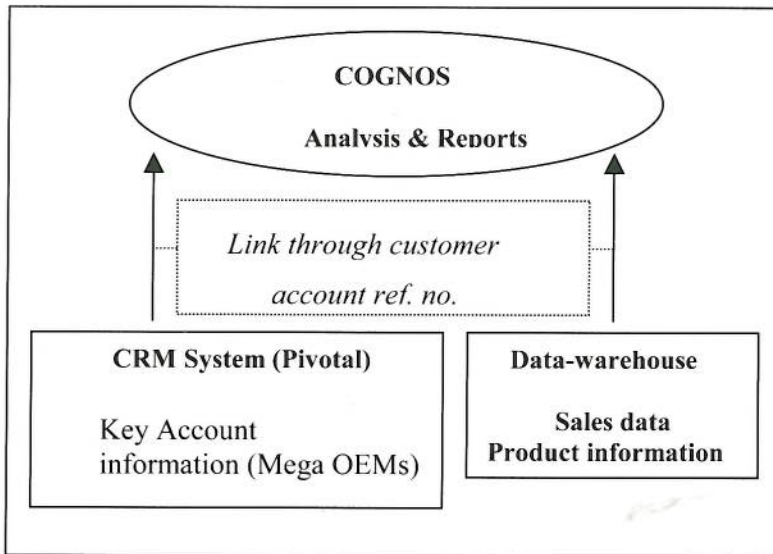 COGNOS
Analysis & Reports
Link through customer
account ref. no.
CRM System (Pivotal)
Key Account
information (Mega OEMs)
Data-warehouse
Sales data
Product information